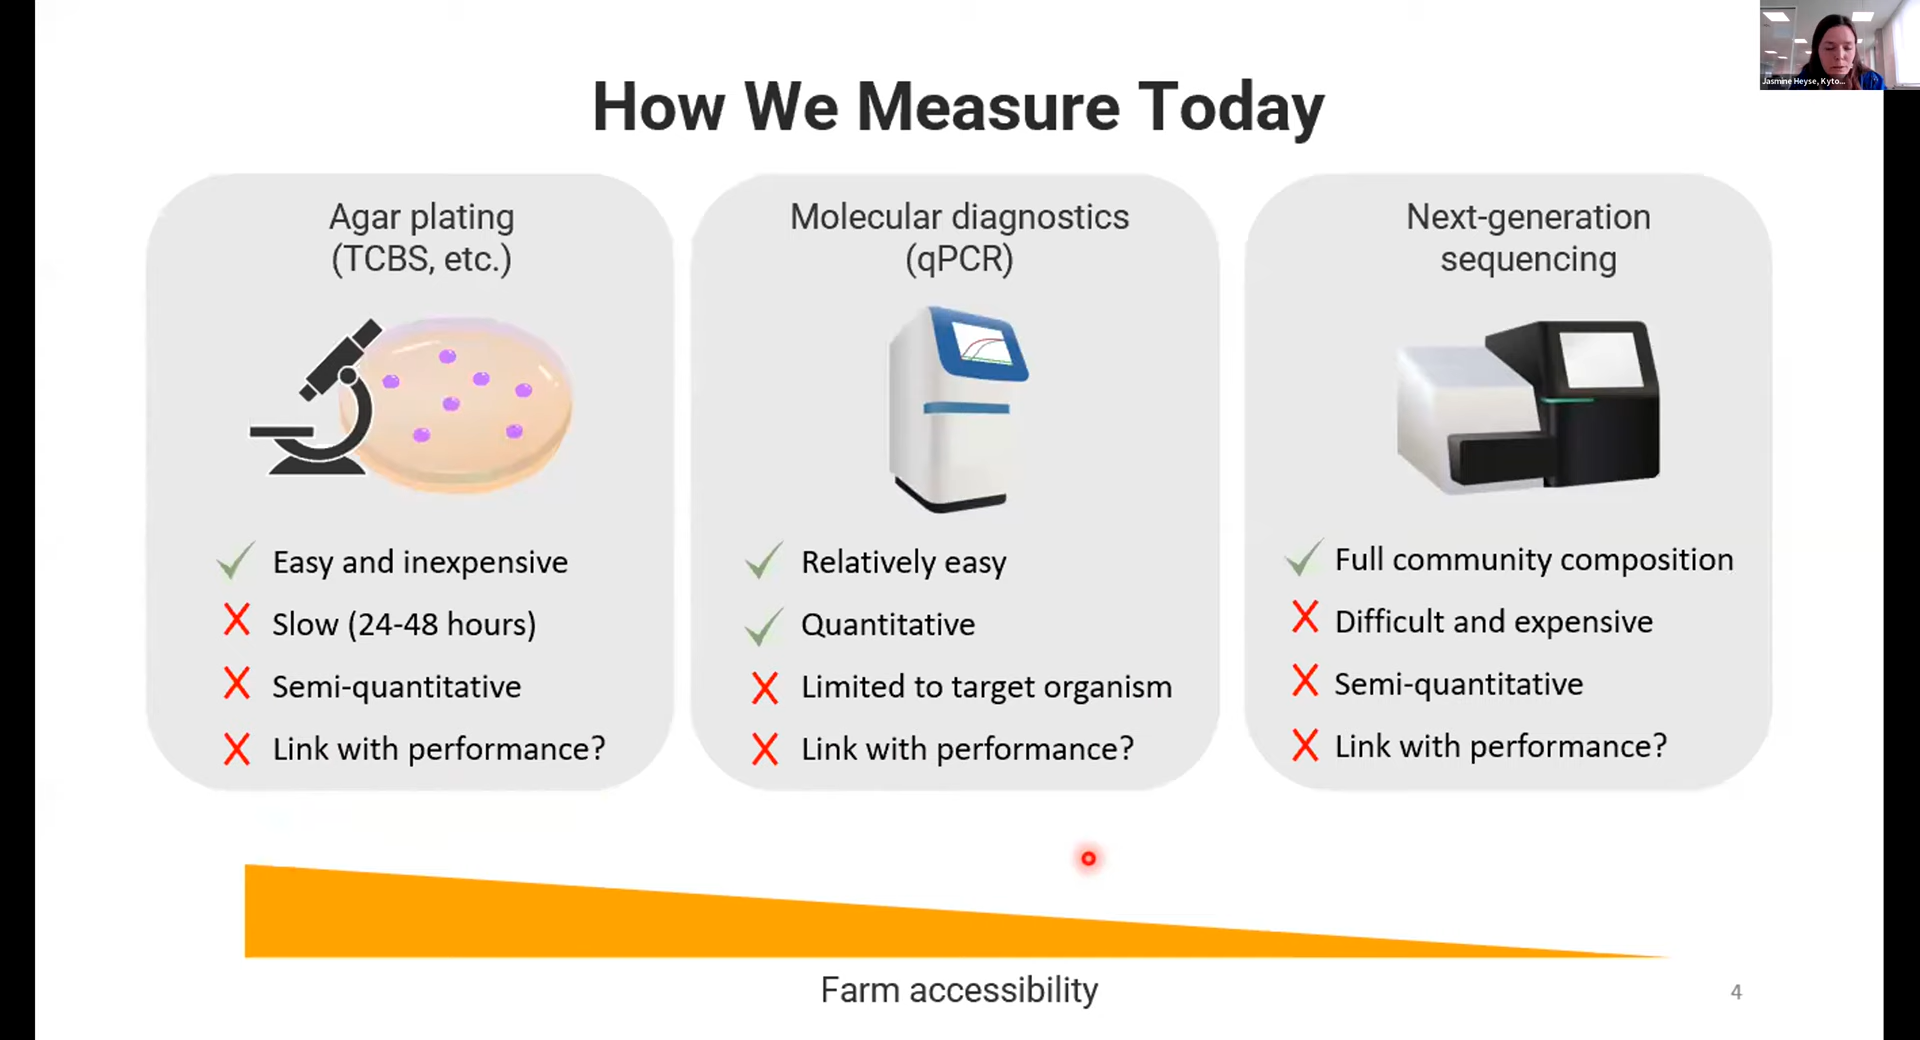 Jasmine Heyse, Kyto...
How We Measure Today
Agar plating
(TCBS, etc.)
Easy and inexpensive
Slow (24-48 hours)
Semi-quantitative
Link with performance?
Molecular diagnostics
(qPCR)
Relatively easy
Quantitative
Limited to target organism
Link with performance?
Next-generation
sequencing
Full community composition
Difficult and expensive
Semi-quantitative
Link with performance?
Farm accessibility
4